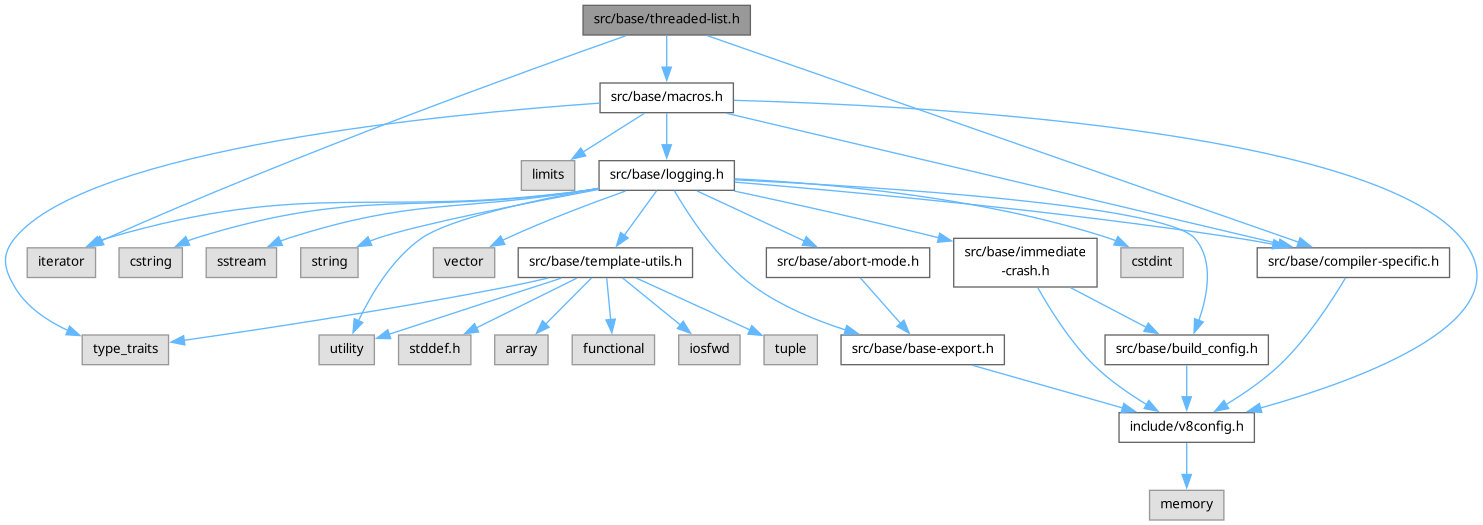 src/base/threaded-list.h
src/base/macros.h
limits
src/base/logging.h
iterator
cstring
sstream
string
vector
src/base/template-utils.h
src/base/abort-mode.h
src/base/immediate
-crash.h
cstdint
src/base/compiler-specific.h
type_traits
utility
stddef.h
array
functional
iosfwd
tuple
src/base/base-export.h
src/base/build_config.h
include/v8config.h
memory